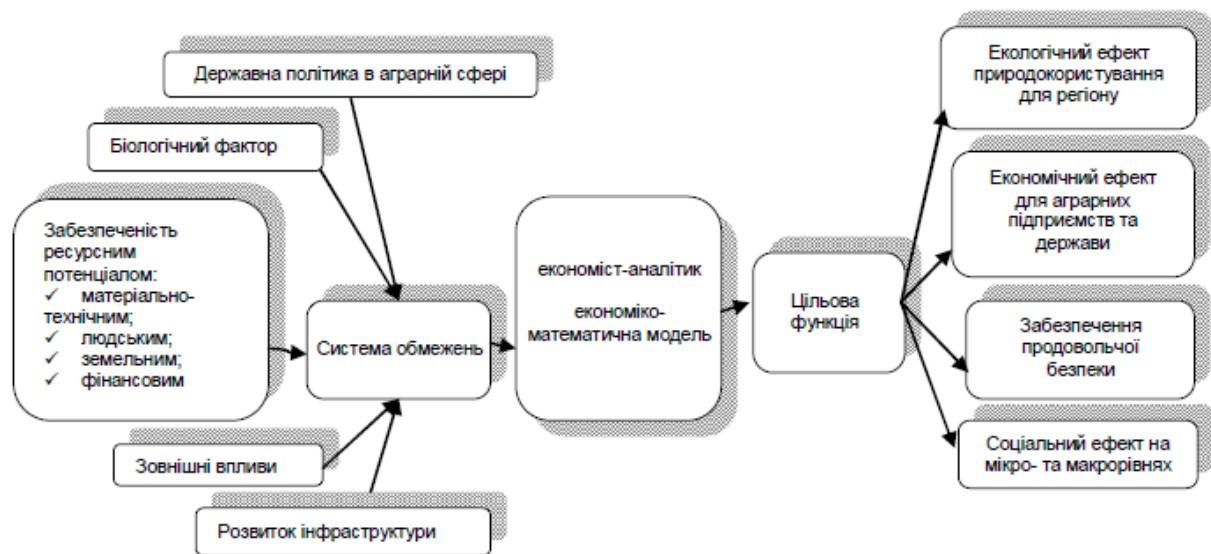 Державна політика в аграрній сфері
Біологічний фактор
Забезпеченість
ресурсним
потенціалом:
✓ матеріально-
технічним;
✓ людським;
✓ земельним;
✓ фінансовим
Зовнішні впливи
Розвиток інфраструктури
Система обмежень
економіст-аналітик
економіко-
математична модель
Цільова
функція
Екологічний ефект
природокористування
для регіону
Економічний ефект
для аграрних
підприємств та
держави
Забезпечення
продовольчої
безпеки
Соціальний ефект на
мікро- та макрорівнях